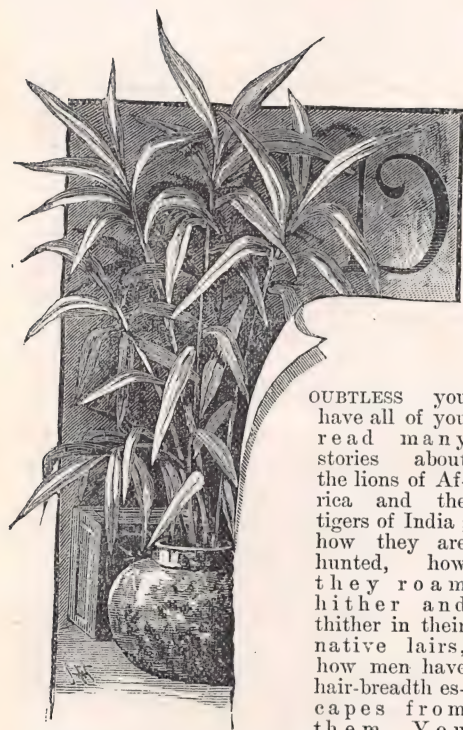 D
OUBTLESS you
have all of you
read many
stories about
the lions of Af-
rica and the
tigers of India
how they are
hunted, how
they roam
hither and
thither in their
native lairs,
how men have
hair-breadth es-
capes from
them. You